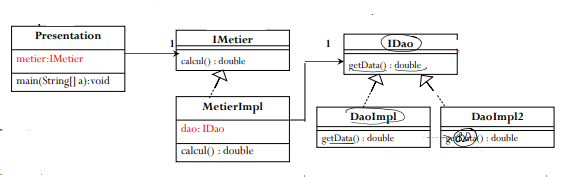 Presentation
metier:IMetier
main(String[] a):void
1
IMetier
calcul() : double
MetierImpl
dao: IDao
calcul() : double
1
IDao
getData() : double
DaoImpl
getData() : double
DaoImpl2
getData() : double